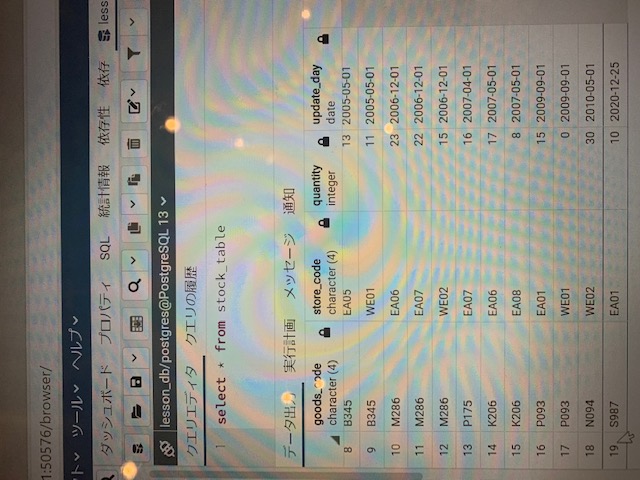 1:50576/browser/
ト ツール ヘルプ
ダッシュボード プロパティ SQL 統計情報 依存性 依存
lesson_db/postgres@PostgreSQL 13
クエリエディタ クエリの履歴
1 select * from stock_table
データ出力 実行計画 メッセージ 通知
goods_code store_code quantity update_day
character (4) character (4) integer date
8 B345 EA05 13 2005-05-01
9 B345 WE01 11 2005-05-01
10 M286 EA06 23 2006-12-01
11 M286 EA07 22 2006-12-01
12 M286 WE02 15 2006-12-01
13 P175 EA07 16 2007-04-01
14 K206 EA06 17 2007-05-01
15 K206 EA08 8 2007-05-01
16 P093 EA01 15 2009-09-01
17 P093 WE01 0 2009-09-01
18 N094 WE02 30 2010-05-01
19 S987 EA01 10 2020-12-25